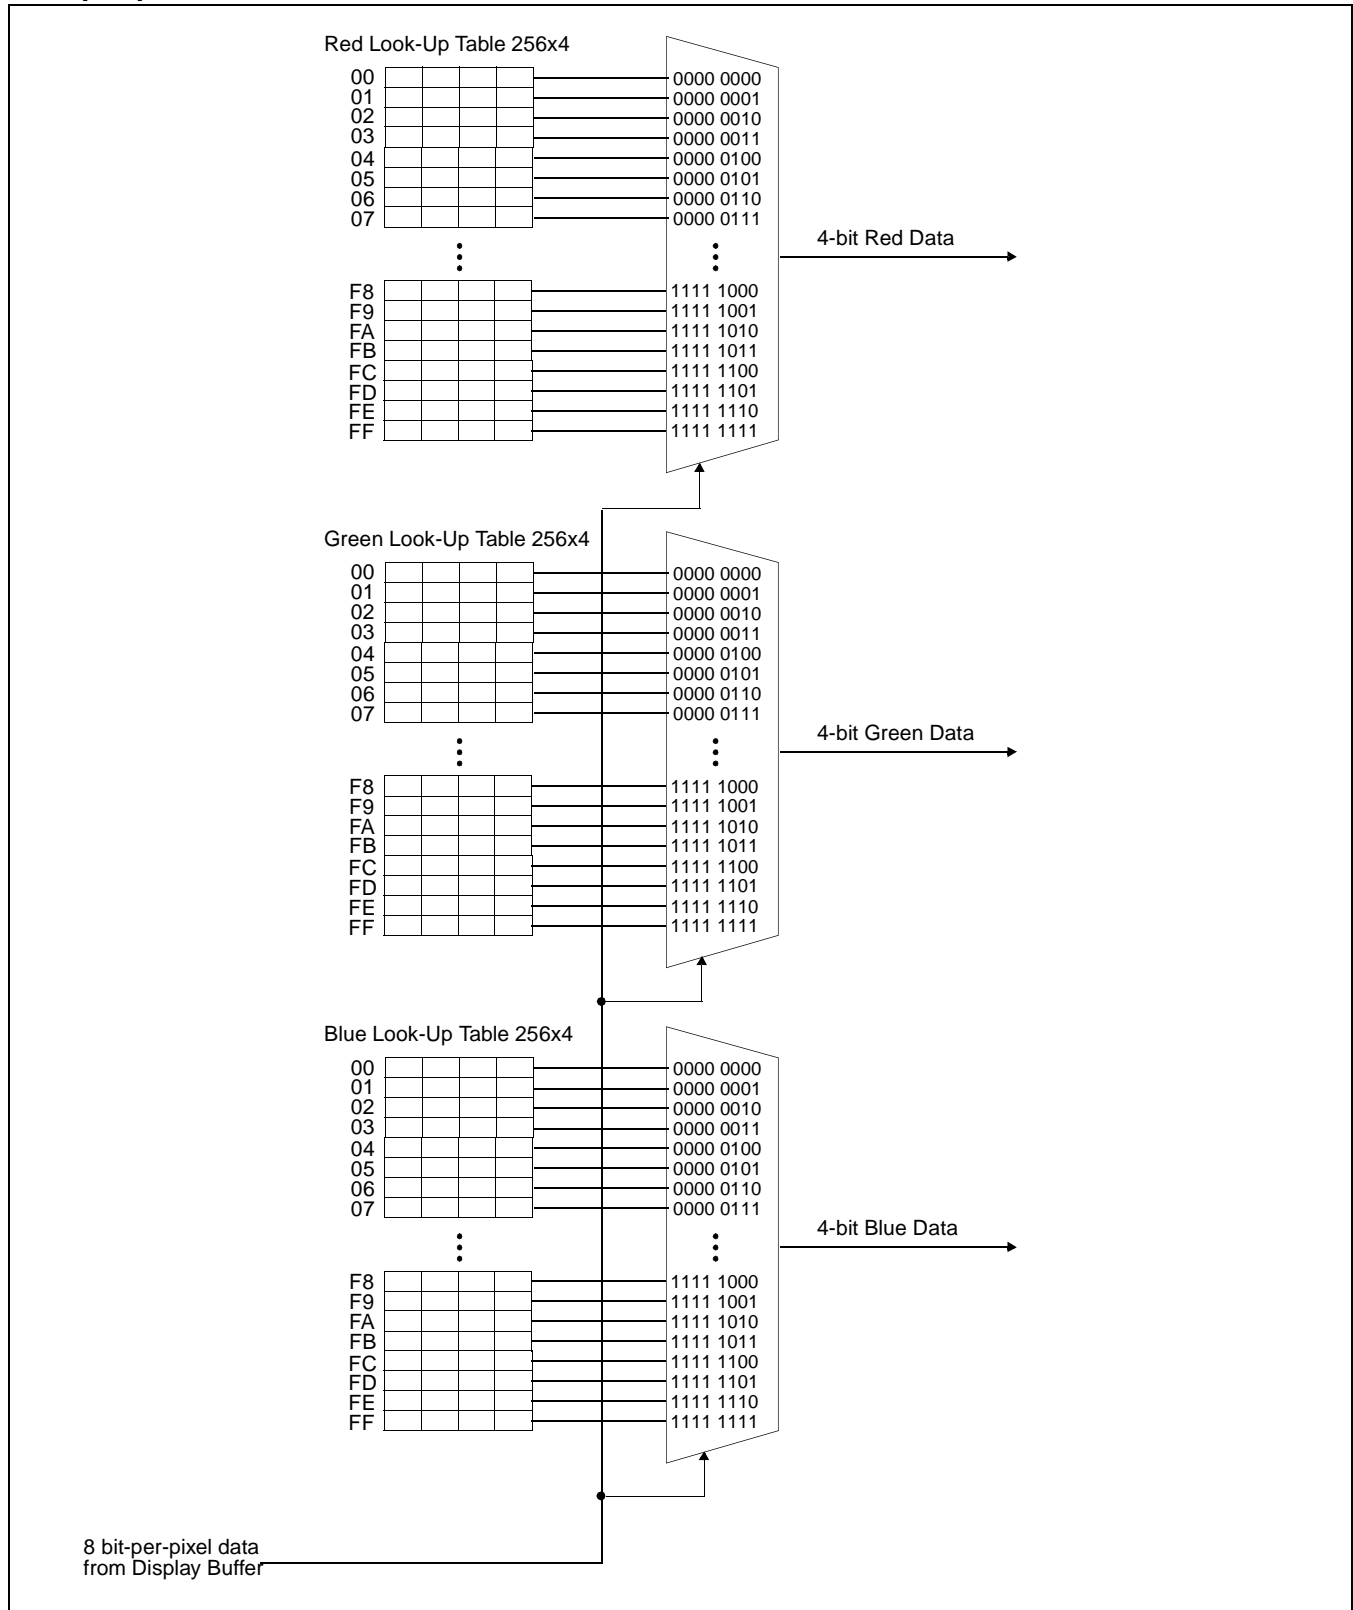 Red Look-Up Table 256x4
00 0000 0000
01 0000 0001
02 0000 0010
03 0000 0011
04 0000 0100
05 0000 0101
06 0000 0110
07 0000 0111
4-bit Red Data
F8 1111 1000
F9 1111 1001
FA 1111 1010
FB 1111 1011
FC 1111 1100
FD 1111 1101
FE 1111 1110
FF 1111 1111
Green Look-Up Table 256x4
00 0000 0000
01 0000 0001
02 0000 0010
03 0000 0011
04 0000 0100
05 0000 0101
06 0000 0110
07 0000 0111
4-bit Green Data
F8 1111 1000
F9 1111 1001
FA 1111 1010
FB 1111 1011
FC 1111 1100
FD 1111 1101
FE 1111 1110
FF 1111 1111
Blue Look-Up Table 256x4
00 0000 0000
01 0000 0001
02 0000 0010
03 0000 0011
04 0000 0100
05 0000 0101
06 0000 0110
07 0000 0111
4-bit Blue Data
F8 1111 1000
F9 1111 1001
FA 1111 1010
FB 1111 1011
FC 1111 1100
FD 1111 1101
FE 1111 1110
FF 1111 1111
8 bit-per-pixel data
from Display Buffer